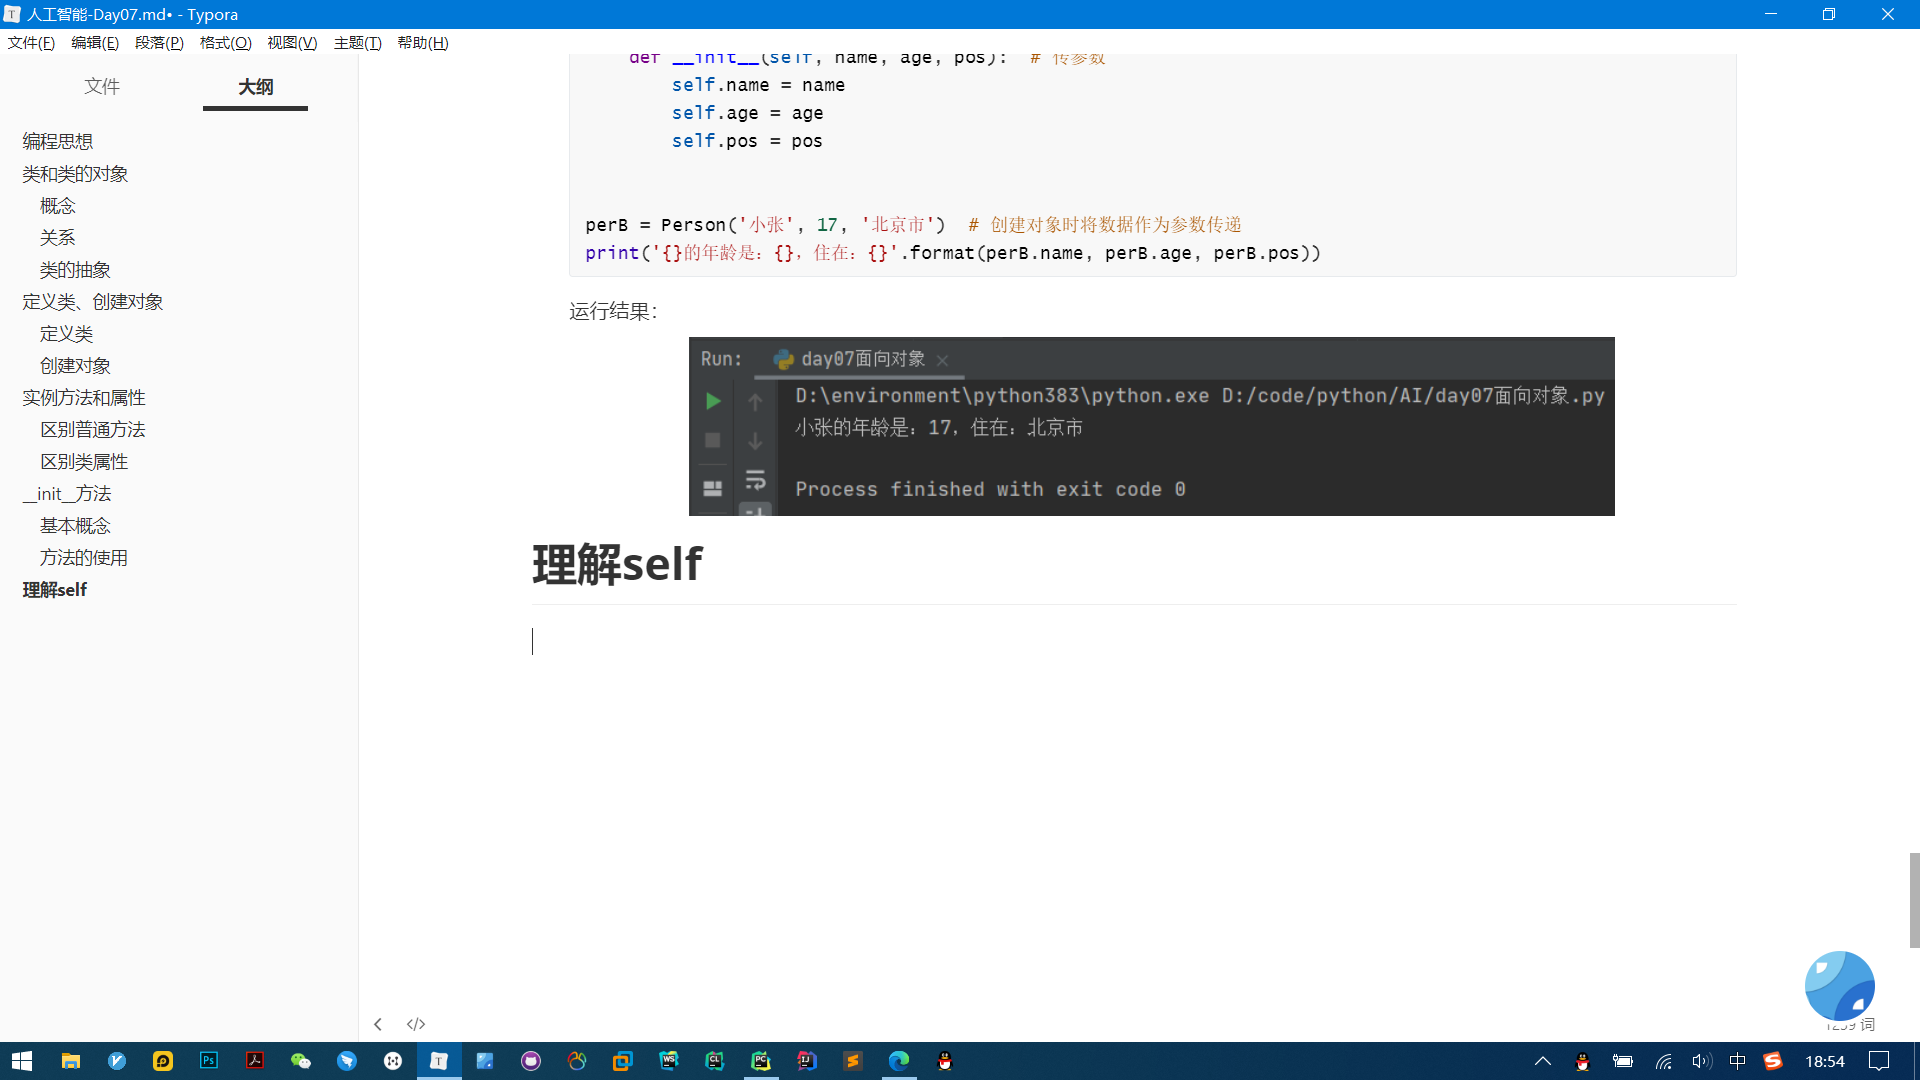 人工智能-Day07.md• - Typora
文件(F) 编辑(E) 段落(P) 格式(O) 视图(V) 主题(T) 帮助(H)
文件 大纲
编程思想
类和类的对象
概念
关系
类的抽象
定义类、创建对象
定义类
创建对象
实例方法和属性
区别普通方法
区别类属性
__init__方法
基本概念
方法的使用
理解self
def __init__(self, name, age, pos):  # 传参数
self.name = name
self.age = age
self.pos = pos
perB = Person('小张', 17, '北京市')  # 创建对象时将数据作为参数传递
print('{}的年龄是：{}，住在：{}'.format(perB.name, perB.age, perB.pos))
运行结果：
Run: day07面向对象
D:\environment\python383\python.exe D:/code/python/AI/day07面向对象.py
小张的年龄是：17，住在：北京市
Process finished with exit code 0
理解self
</>
词
中 18:54